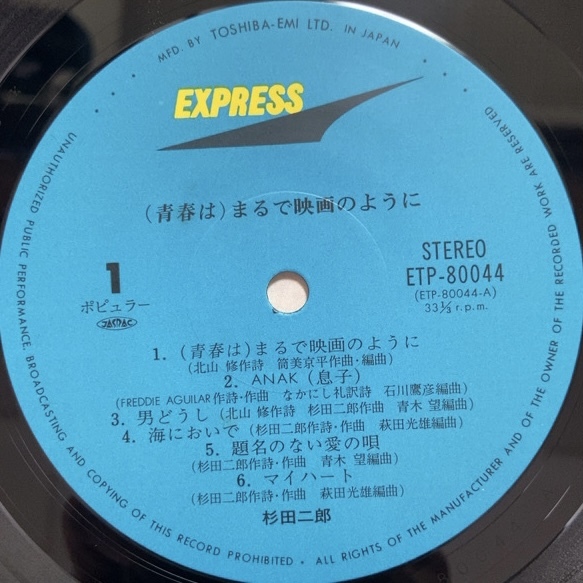 MFD. BY TOSHIBA-EMI LTD. IN JAPAN
EXPRESS
(青春は)まるで映画のように
1
ポピュラー
JASRAC
STEREO
ETP-80044
(ETP-80044-A)
33⅓ r.p.m.
1. (青春は)まるで映画のように
(北山 修作詩 筒美京平作曲・編曲)
2. ANAK (息子)
(FREDDIE AGUILAR作詩・作曲 なかにし礼訳詩 石川鷹彦編曲)
3. 男どうし (北山 修作詩 杉田二郎作曲 青木 望編曲)
4. 海においで (杉田二郎作詩・作曲 萩田光雄編曲)
5. 題名のない愛の唄
(杉田二郎作詩・作曲 青木 望編曲)
6. マイハート
(杉田二郎作詩・作曲 萩田光雄編曲)
杉田二郎
UNAUTHORIZED PUBLIC PERFORMANCE, BROADCASTING AND COPYING OF THIS RECORD PROHIBITED • ALL RIGHTS OF THE MANUFACTURER AND OF THE OWNER OF THE RECORDED WORK ARE RESERVED